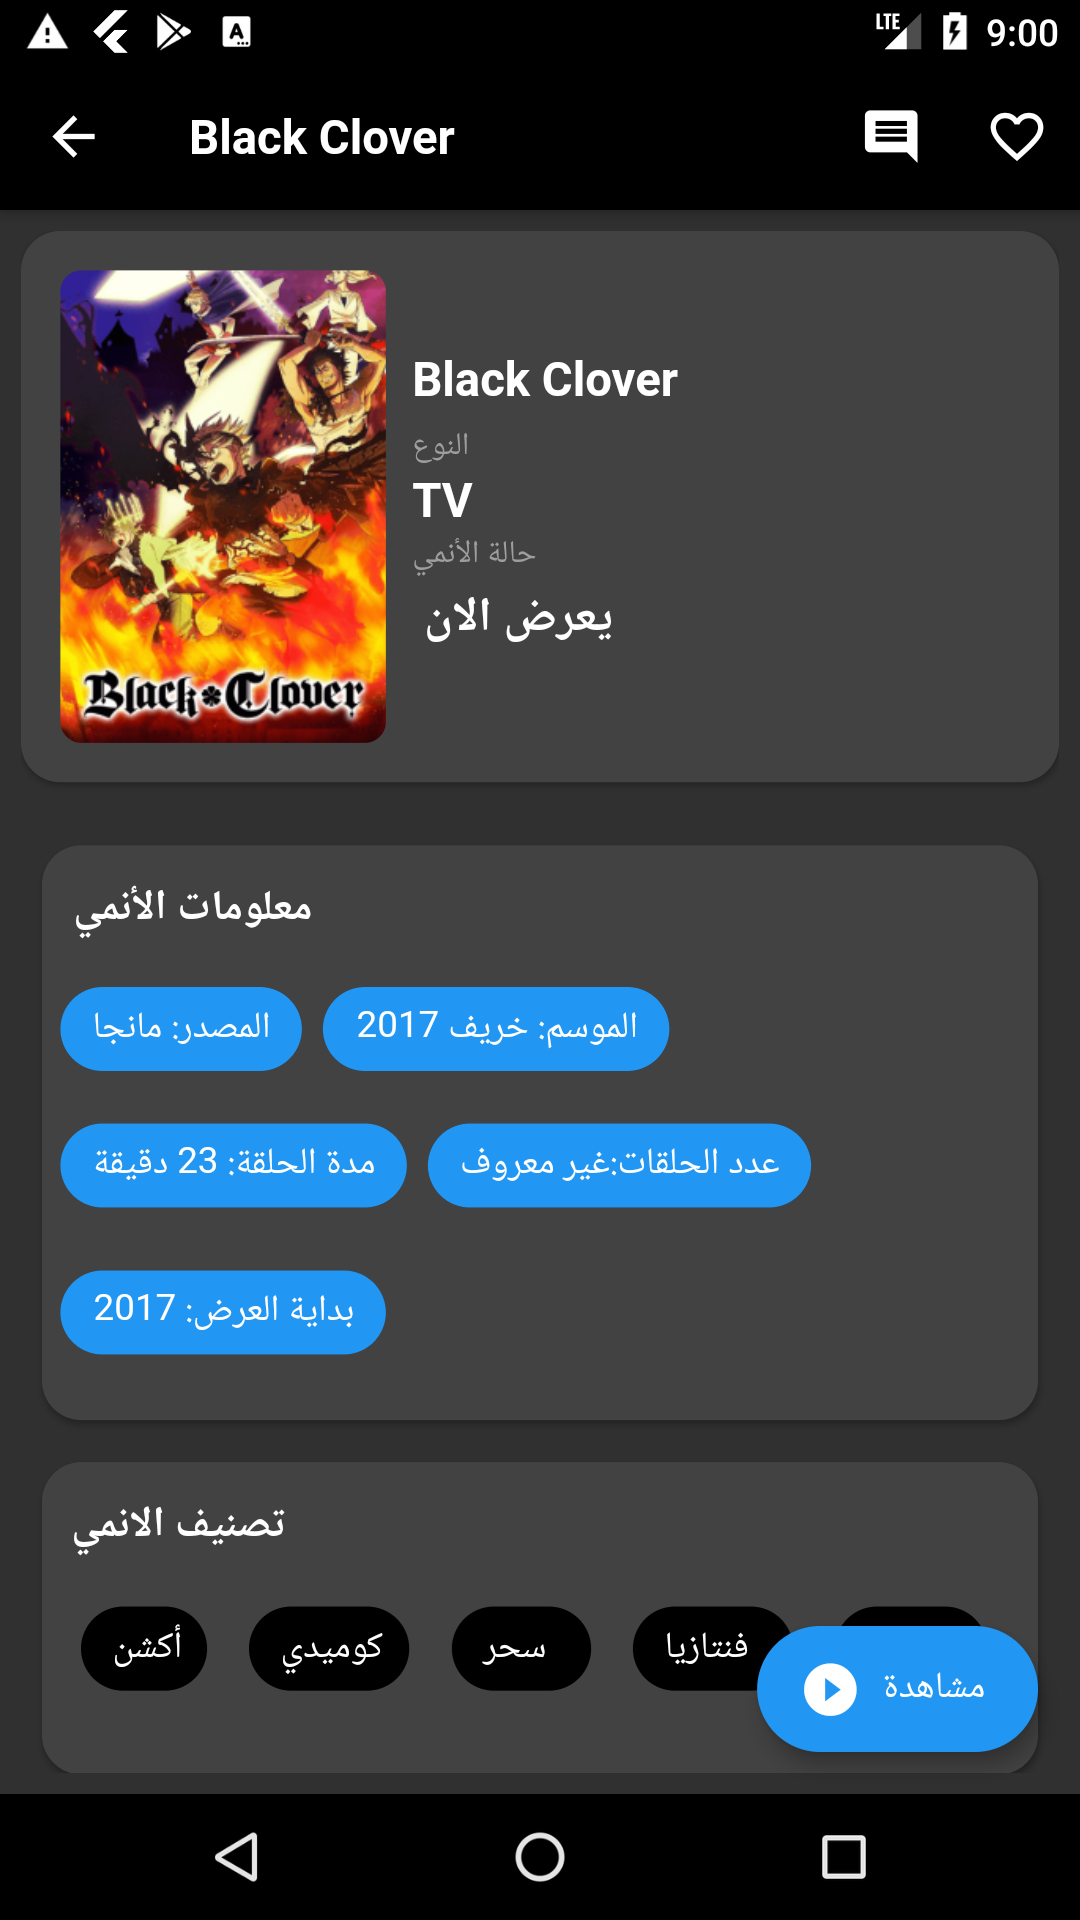 LTE 9:00
Black Clover
Black Clover
النوع
TV
حالة الأنمي
يعرض الان
Black Clover
معلومات الأنمي
المصدر: مانجا
الموسم: خريف 2017
مدة الحلقة: 23 دقيقة
عدد الحلقات:غير معروف
بداية العرض: 2017
تصنيف الانمي
أكشن
كوميدي
سحر
فنتازيا
مشاهدة